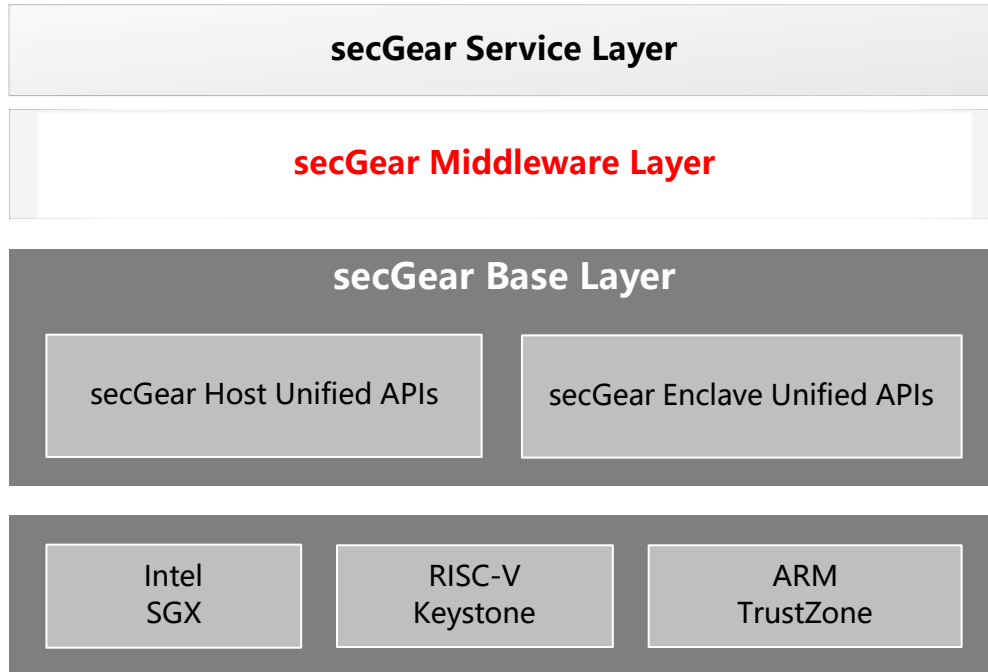 secGear Service Layer
secGear Middleware Layer
secGear Base Layer
secGear Host Unified APIs
secGear Enclave Unified APIs
Intel
SGX
RISC-V
Keystone
ARM
TrustZone